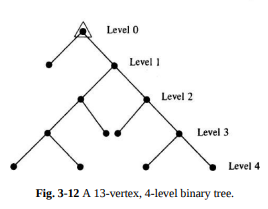 Level 0
Level 1
Level 2
Level 3
Level 4
Fig. 3-12 A 13-vertex, 4-level binary tree.